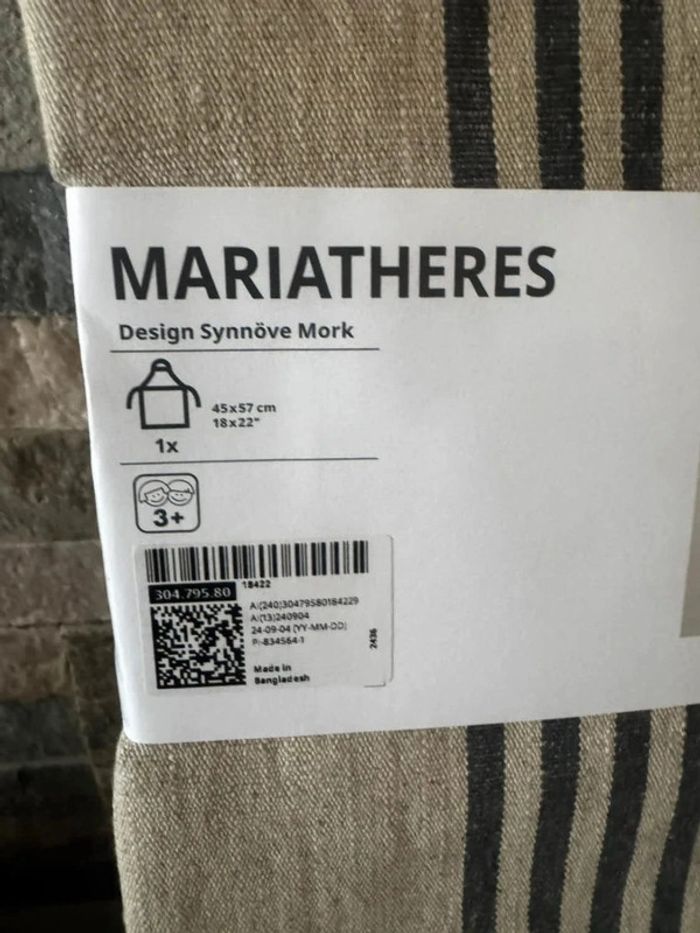 MARIATHERES
Design Synnöve Mork
45x57 cm
18x22"
1x
3+
304.795.80
18422
A:(240)30479580184229
A:(13)240904
24-09-04 (YY-MM-DD)
P:-834564-1
2436
Made in
Bangladesh